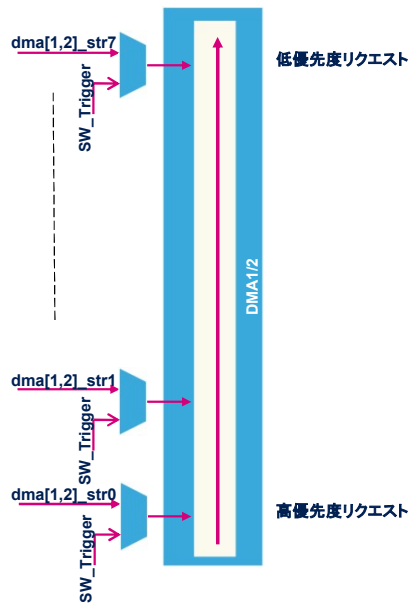 dma[1,2]_str7
SW_Trigger
低優先度リクエスト
DMA1/2
dma[1,2]_str1
SW_Trigger
dma[1,2]_str0
SW_Trigger
高優先度リクエスト